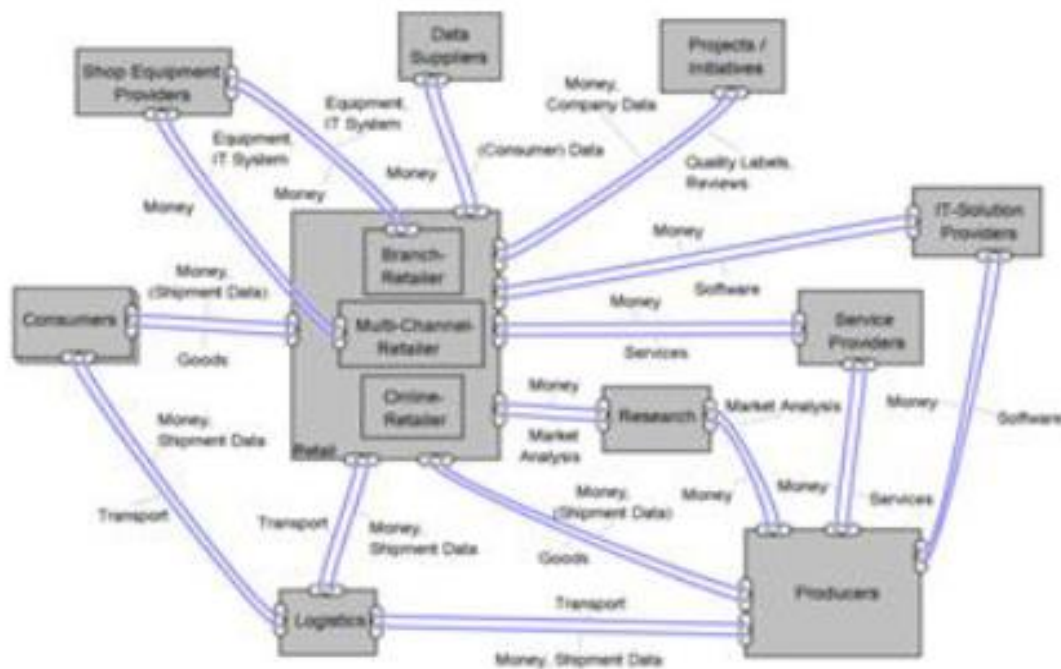 Data
Suppliers
Projects /
Initiatives
Shop Equipment
Providers
Money,
Company Data
Equipment,
IT System
Equipment,
IT System
(Consumer) Data
Quality Labels,
Reviews
Money
Money
Money
IT-Solution
Providers
Branch-
Retailer
Money
Software
Money,
(Shipment Data)
Consumers
Goods
Multi-Channel-
Retailer
Money
Services
Service
Providers
Online-
Retailer
Retail
Money
Market
Analysis
Research
Market Analysis
Money
Software
Money,
Shipment Data
Transport
Transport
Money,
Shipment Data
Money,
(Shipment Data)
Goods
Money
Money
Services
Logistics
Transport
Money, Shipment Data
Producers